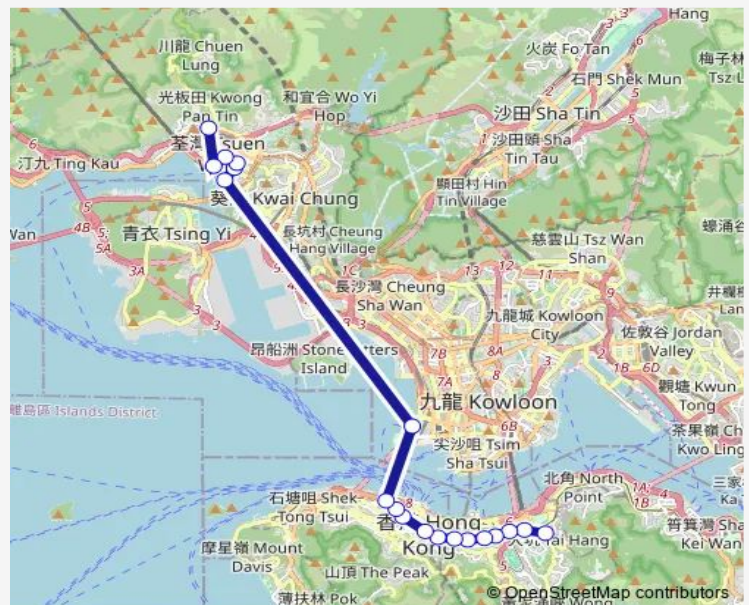 川龍 Chuen
Lung
光板田 Kwong
Pan Tin
和宜合 Wo Yi
Hop
Hang
火炭 Fo Tan
石門 Shek Mun
梅子林
Tsz L
沙田 Sha Tin
沙田頭 Sha
Tin Tau
汀九 Ting Kau
Kwai Chung
顯田村 Hin
Tin Village
青衣 Tsing Yi
長坑村 Cheung
Hang Village
慈雲山 Tsz Wan
Shan
長沙灣 Cheung
Sha Wan
九龍城 Kowloon
City
佐敦谷 Jordan
Valley
昂船洲 Stonecutters
Island
觀塘 Kwun
Tong
九龍 Kowloon
離島區 Islands District
尖沙咀 Tsim
Sha Tsui
茶果嶺 Ch
Kwo Ling
北角 North
Point
石塘咀 Shek
Tong Tsui
Hong
Kong
Tai Hang
筲箕灣 Sha
Kei Wan
摩星嶺 Mount
Davis
山頂 The Peak
薄扶林 Pok
© OpenStreetMap contributors